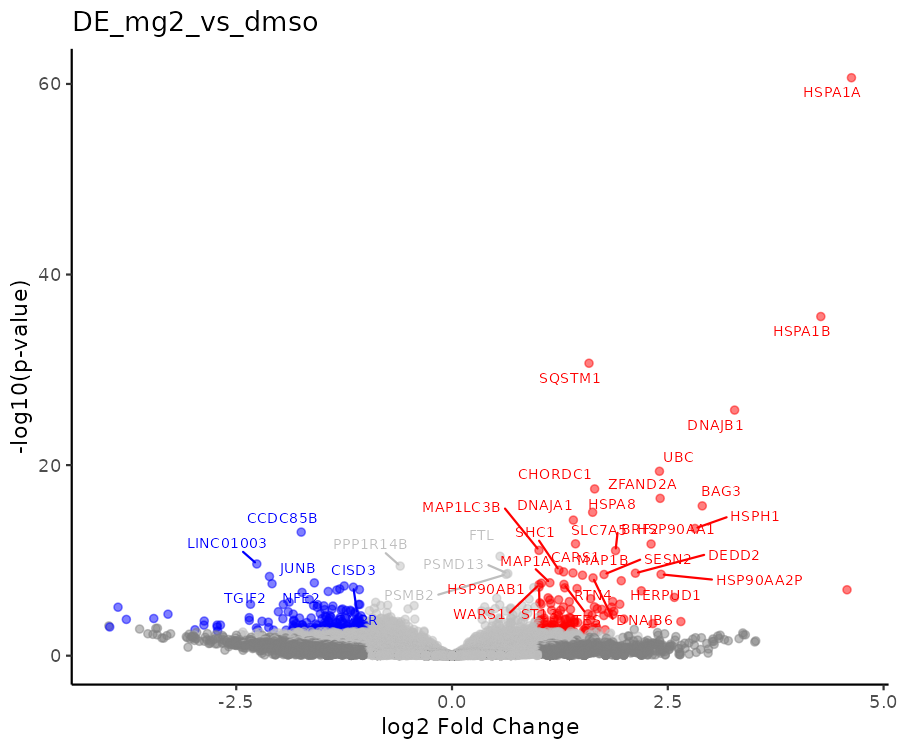 DE_mg2_vs_dmso
60
HSPA1A
40
HSPA1B
SQSTM1
DNAJB1
20
UBC
CHORDC1
ZFAND2A
BAG3
MAP1LC3B
DNAJA1
HSPA8
HSPH1
CCDC85B
SHC1
SLC7A5
HSP90AA1
FTL
LINC01003
PPP1R14B
MAP1A
CARS1
MAP1B
SESN2
DEDD2
JUNB
CISD3
PSMD13
HSP90AA2P
TGIF2
NFE2
PSMB2
HSP90AB1
RTN4
HERPUD1
WARS1
DNAJB6
0
-2.5
0.0
2.5
5.0
log2 Fold Change
-log10(p-value)